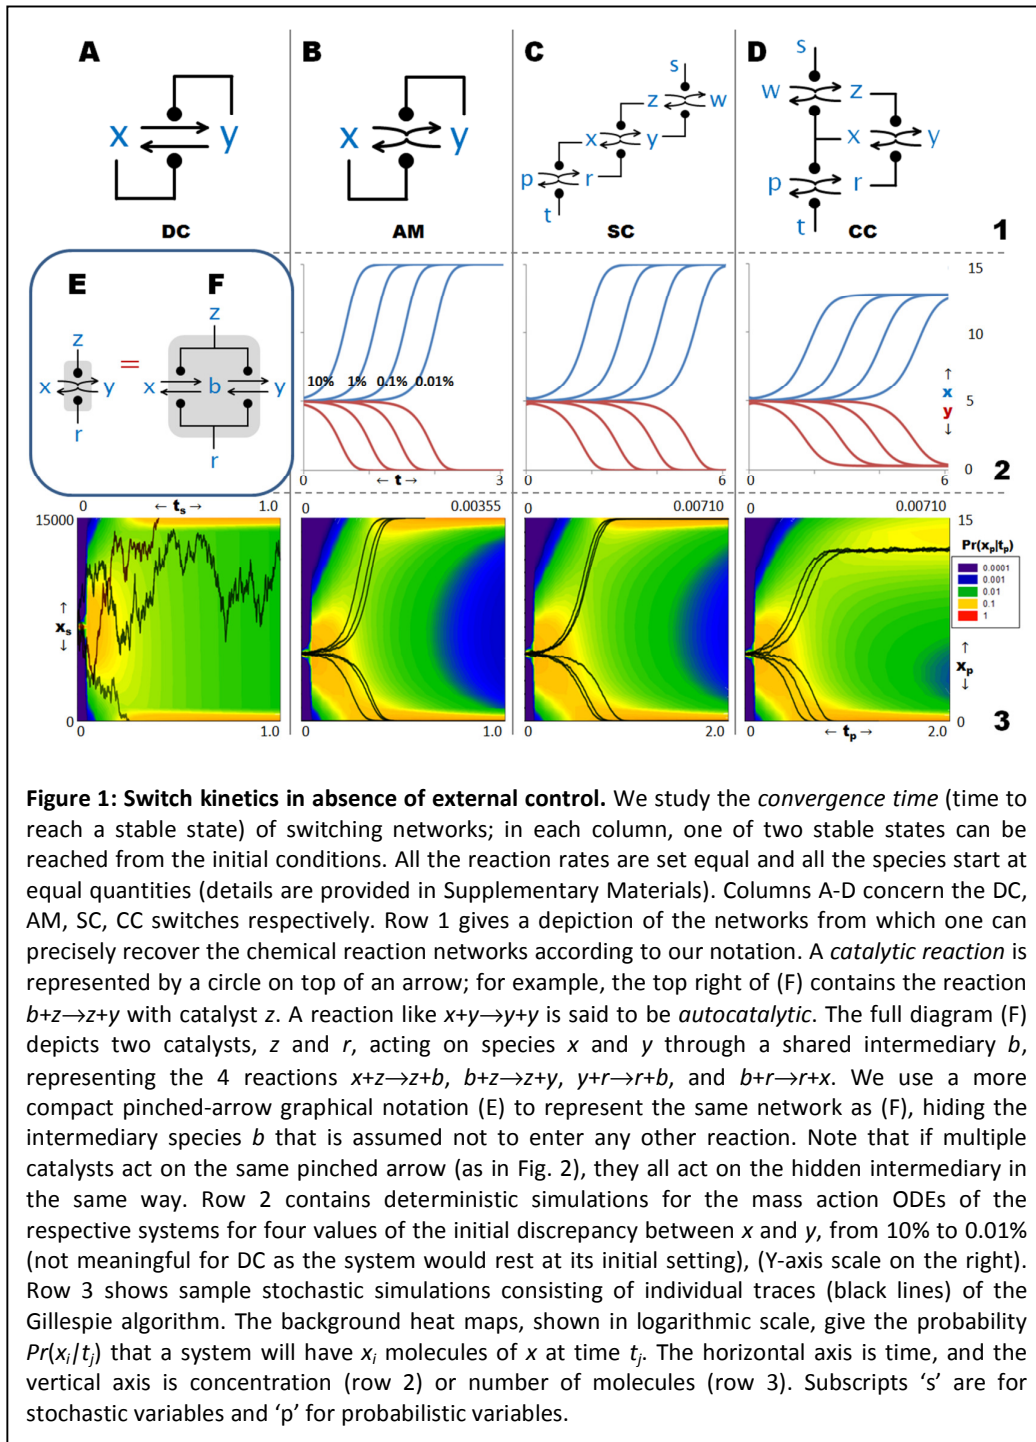 A
B
C
D
x y
x y
s
z w
x y
p r
t
s
w z
x y
p r
t
DC
AM
SC
CC
1
E
F
z
x y
r
=
z
x b y
r
10% 1% 0.1% 0.01%
0 ← t → 3
0 6
0 6
15
10
↑
x
5
y
↓
0
2
0 ← ts → 1.0
0 0.00355
0 0.00710
0 0.00710
15000
↑
xs
↓
0
0 1.0
0 1.0
0 2.0
0 ← tp → 2.0
15
Pr(xp|tp)
0.0001
0.001
0.01
0.1
1
↑
xp
↓
0
3
Figure 1: Switch kinetics in absence of external control. We study the convergence time (time to
reach a stable state) of switching networks; in each column, one of two stable states can be
reached from the initial conditions. All the reaction rates are set equal and all the species start at
equal quantities (details are provided in Supplementary Materials). Columns A-D concern the DC,
AM, SC, CC switches respectively. Row 1 gives a depiction of the networks from which one can
precisely recover the chemical reaction networks according to our notation. A catalytic reaction is
represented by a circle on top of an arrow; for example, the top right of (F) contains the reaction
b+z→z+y with catalyst z. A reaction like x+y→y+y is said to be autocatalytic. The full diagram (F)
depicts two catalysts, z and r, acting on species x and y through a shared intermediary b,
representing the 4 reactions x+z→z+b, b+z→z+y, y+r→r+b, and b+r→r+x. We use a more
compact pinched-arrow graphical notation (E) to represent the same network as (F), hiding the
intermediary species b that is assumed not to enter any other reaction. Note that if multiple
catalysts act on the same pinched arrow (as in Fig. 2), they all act on the hidden intermediary in
the same way. Row 2 contains deterministic simulations for the mass action ODEs of the
respective systems for four values of the initial discrepancy between x and y, from 10% to 0.01%
(not meaningful for DC as the system would rest at its initial setting), (Y-axis scale on the right).
Row 3 shows sample stochastic simulations consisting of individual traces (black lines) of the
Gillespie algorithm. The background heat maps, shown in logarithmic scale, give the probability
Pr(xi|tj) that a system will have xi molecules of x at time tj. The horizontal axis is time, and the
vertical axis is concentration (row 2) or number of molecules (row 3). Subscripts ‘s’ are for
stochastic variables and ‘p’ for probabilistic variables.